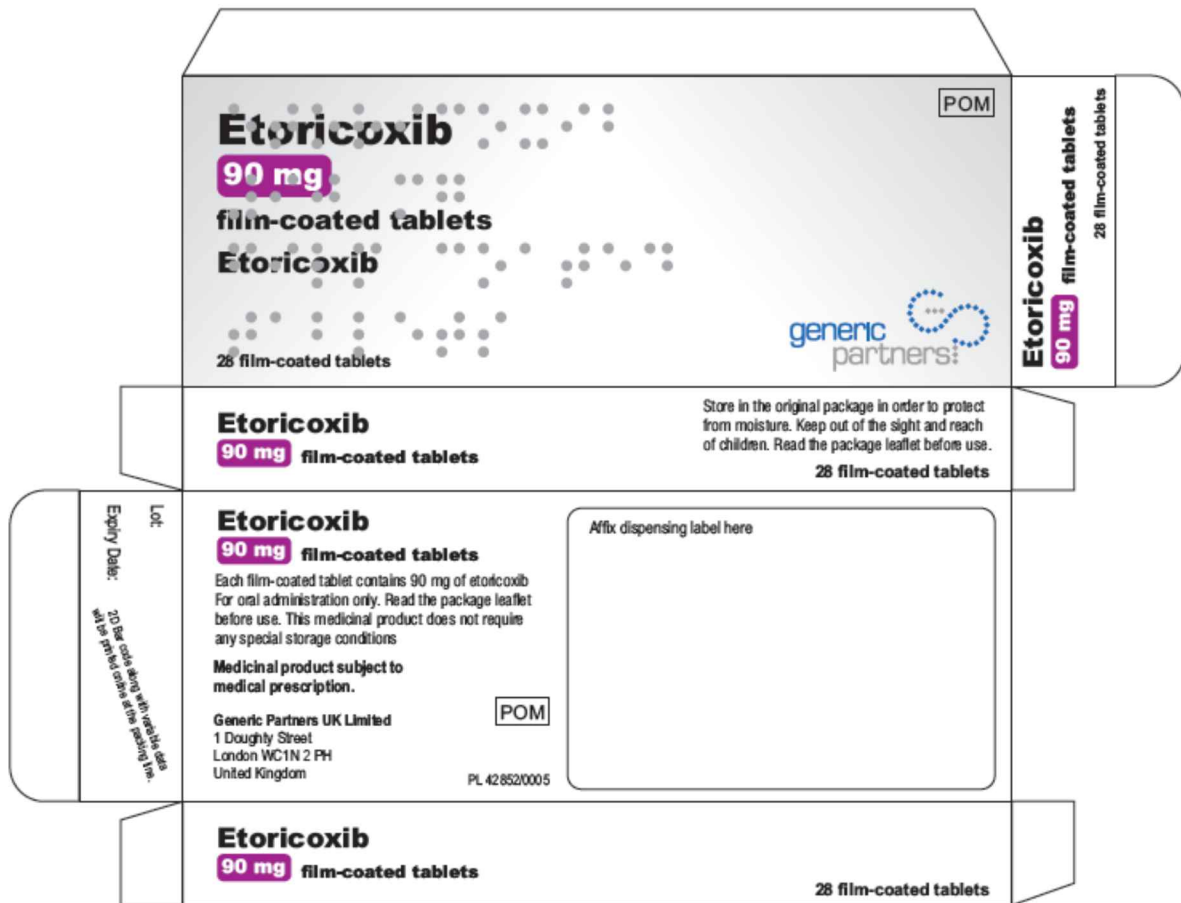 Etoricoxib
90 mg
film-coated tablets
Etoricoxib
28 film-coated tablets
POM
generic
partners
Etoricoxib
90 mg film-coated tablets
28 film-coated tablets
Etoricoxib
90 mg film-coated tablets
Store in the original package in order to protect
from moisture. Keep out of the sight and reach
of children. Read the package leaflet before use.
28 film-coated tablets
Lot:
Expiry Date:
2D Bar code along with variable data
will be printed online at the packing line.
Etoricoxib
90 mg film-coated tablets
Each film-coated tablet contains 90 mg of etoricoxib
For oral administration only. Read the package leaflet
before use. This medicinal product does not require
any special storage conditions
Medicinal product subject to
medical prescription.
POM
Generic Partners UK Limited
1 Doughty Street
London WC1N 2 PH
United Kingdom
PL 42852/0005
Affix dispensing label here
Etoricoxib
90 mg film-coated tablets
28 film-coated tablets